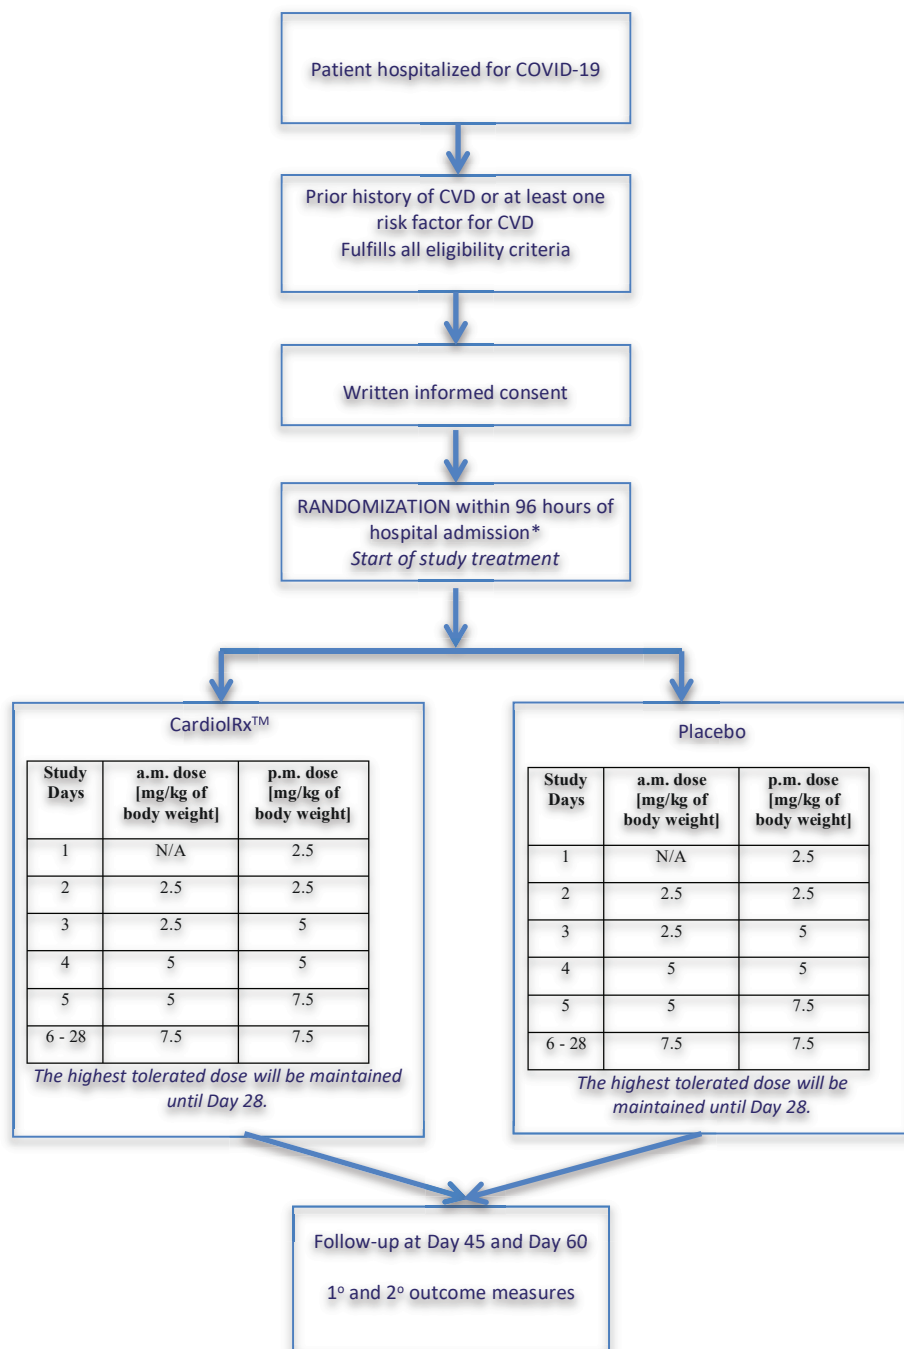 Patient hospitalized for COVID-19
Prior history of CVD or at least one
risk factor for CVD
Fulfills all eligibility criteria
Written informed consent
RANDOMIZATION within 96 hours of
hospital admission*
Start of study treatment
CardiolRx™
Study Days a.m. dose [mg/kg of body weight] p.m. dose [mg/kg of body weight]
1 N/A 2.5
2 2.5 2.5
3 2.5 5
4 5 5
5 5 7.5
6 - 28 7.5 7.5
The highest tolerated dose will be maintained
until Day 28.
Placebo
Study Days a.m. dose [mg/kg of body weight] p.m. dose [mg/kg of body weight]
1 N/A 2.5
2 2.5 2.5
3 2.5 5
4 5 5
5 5 7.5
6 - 28 7.5 7.5
The highest tolerated dose will be
maintained until Day 28.
Follow-up at Day 45 and Day 60
1º and 2º outcome measures